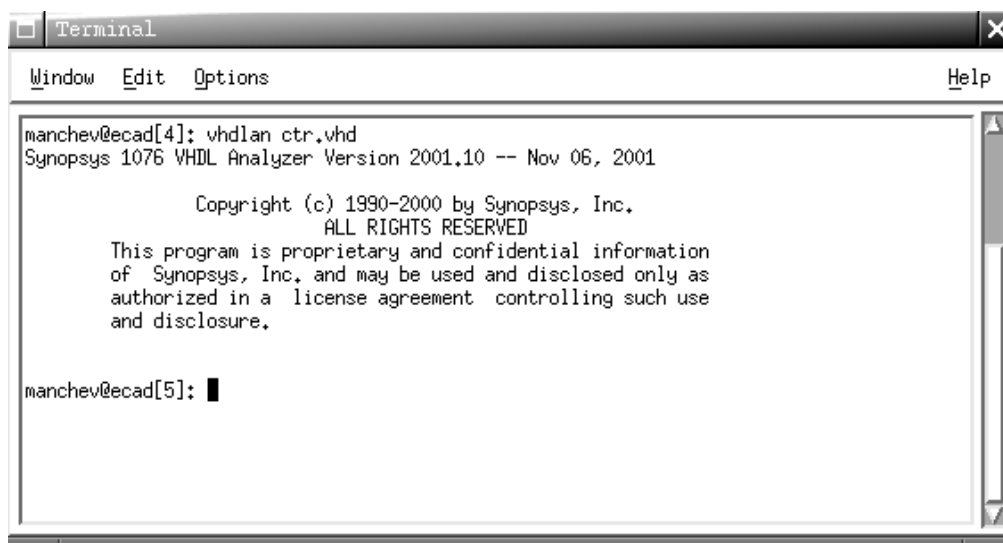 Terminal
Window Edit Options Help
manchev@ecad[4]: vhdlan ctr.vhd
Synopsys 1076 VHDL Analyzer Version 2001.10 -- Nov 06, 2001
Copyright (c) 1990-2000 by Synopsys, Inc.
ALL RIGHTS RESERVED
This program is proprietary and confidential information
of Synopsys, Inc. and may be used and disclosed only as
authorized in a license agreement controlling such use
and disclosure.
manchev@ecad[5]: